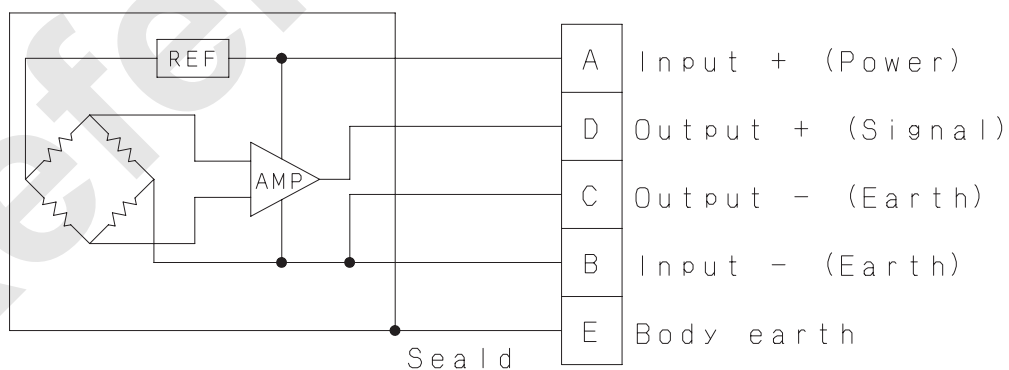 REF
A Input + (Power)
D Output + (Signal)
AMP
C Output - (Earth)
B Input - (Earth)
E Body earth
Seald